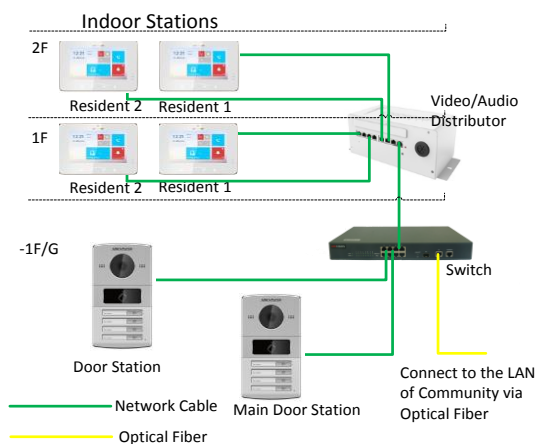 Indoor Stations
2F
Resident 2
Resident 1
Video/Audio
Distributor
1F
Resident 2
Resident 1
-1F/G
Switch
Door Station
Main Door Station
Connect to the LAN
of Community via
Optical Fiber
Network Cable
Optical Fiber